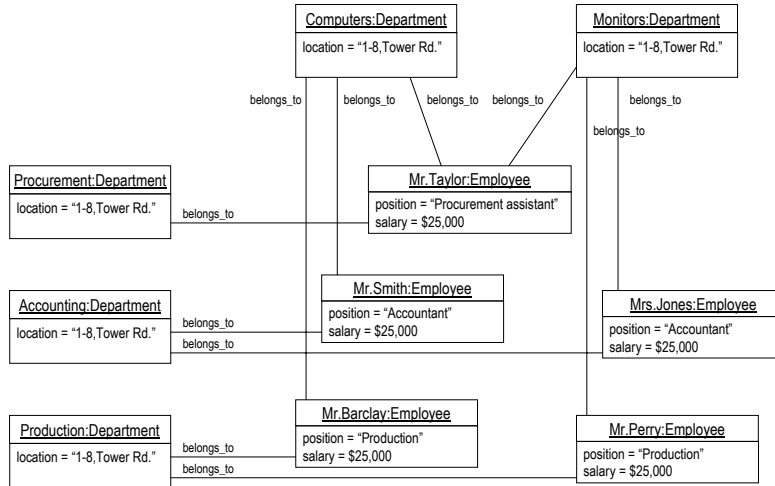 Computers:Department
location = “1-8,Tower Rd.”
Monitors:Department
location = “1-8,Tower Rd.”
belongs_to
belongs_to
belongs_to
belongs_to
belongs_to
belongs_to
Procurement:Department
location = “1-8,Tower Rd.”
belongs_to
Mr.Taylor:Employee
position = “Procurement assistant”
salary = $25,000
Accounting:Department
location = “1-8,Tower Rd.”
belongs_to
belongs_to
Mr.Smith:Employee
position = “Accountant”
salary = $25,000
Mrs.Jones:Employee
position = “Accountant”
salary = $25,000
Production:Department
location = “1-8,Tower Rd.”
belongs_to
belongs_to
Mr.Barclay:Employee
position = “Production”
salary = $25,000
Mr.Perry:Employee
position = “Production”
salary = $25,000